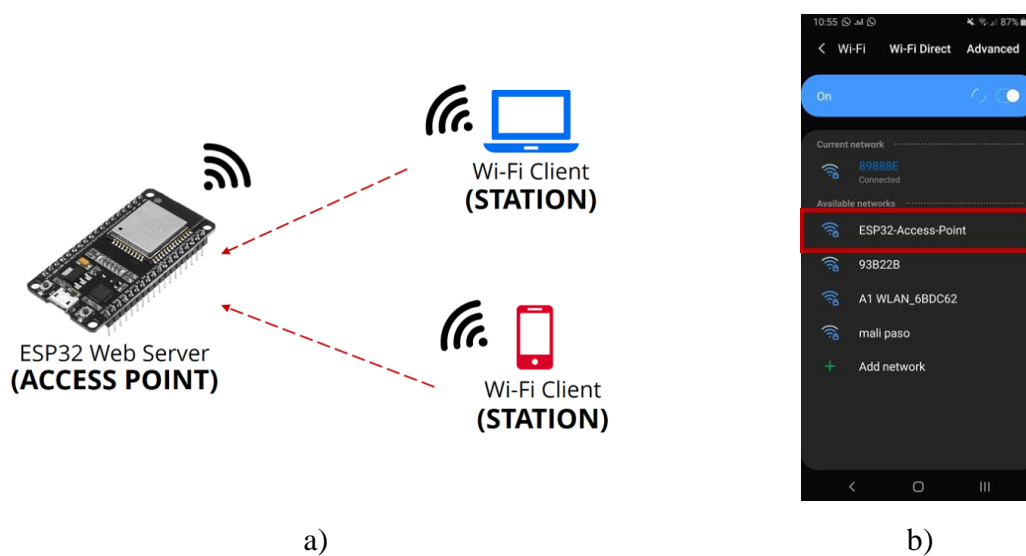 Wi-Fi Client
(STATION)
ESP32 Web Server
(ACCESS POINT)
Wi-Fi Client
(STATION)
a)
10:55
87%
Wi-Fi Wi-Fi Direct Advanced
On
Current network
89888E
Connected
Available networks
ESP32-Access-Point
93B22B
A1 WLAN_6BDC62
mali paso
+ Add network
b)